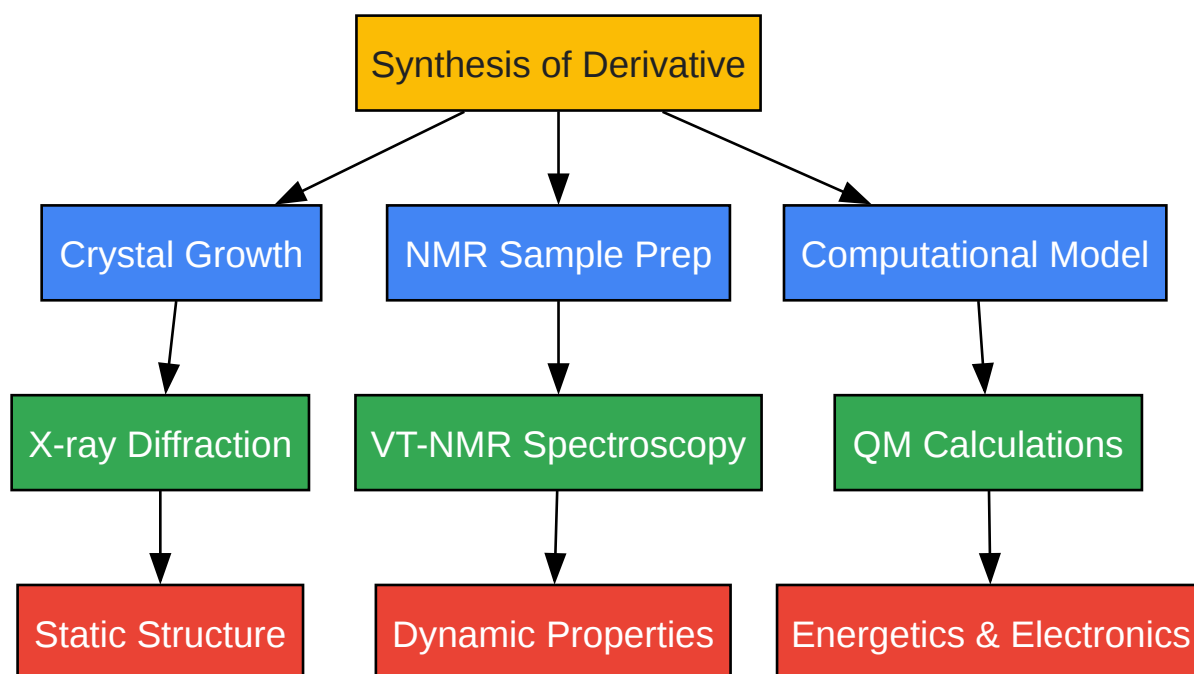 Synthesis of Derivative
Crystal Growth
NMR Sample Prep
Computational Model
X-ray Diffraction
VT-NMR Spectroscopy
QM Calculations
Static Structure
Dynamic Properties
Energetics & Electronics